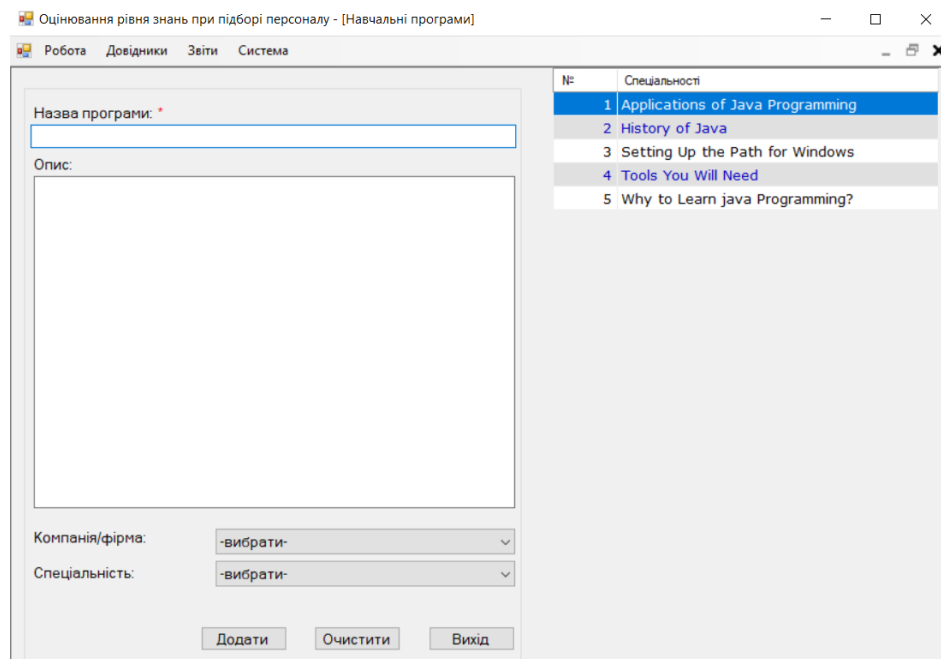 Оцінювання рівня знань при підборі персоналу - [Навчальні програми]
Робота Довідники Звіти Система
Назва програми: *
Опис:
Компанія/фірма: -вибрати-
Спеціальність: -вибрати-
Додати Очистити Вихід
№ Спеціальності
1 Applications of Java Programming
2 History of Java
3 Setting Up the Path for Windows
4 Tools You Will Need
5 Why to Learn java Programming?